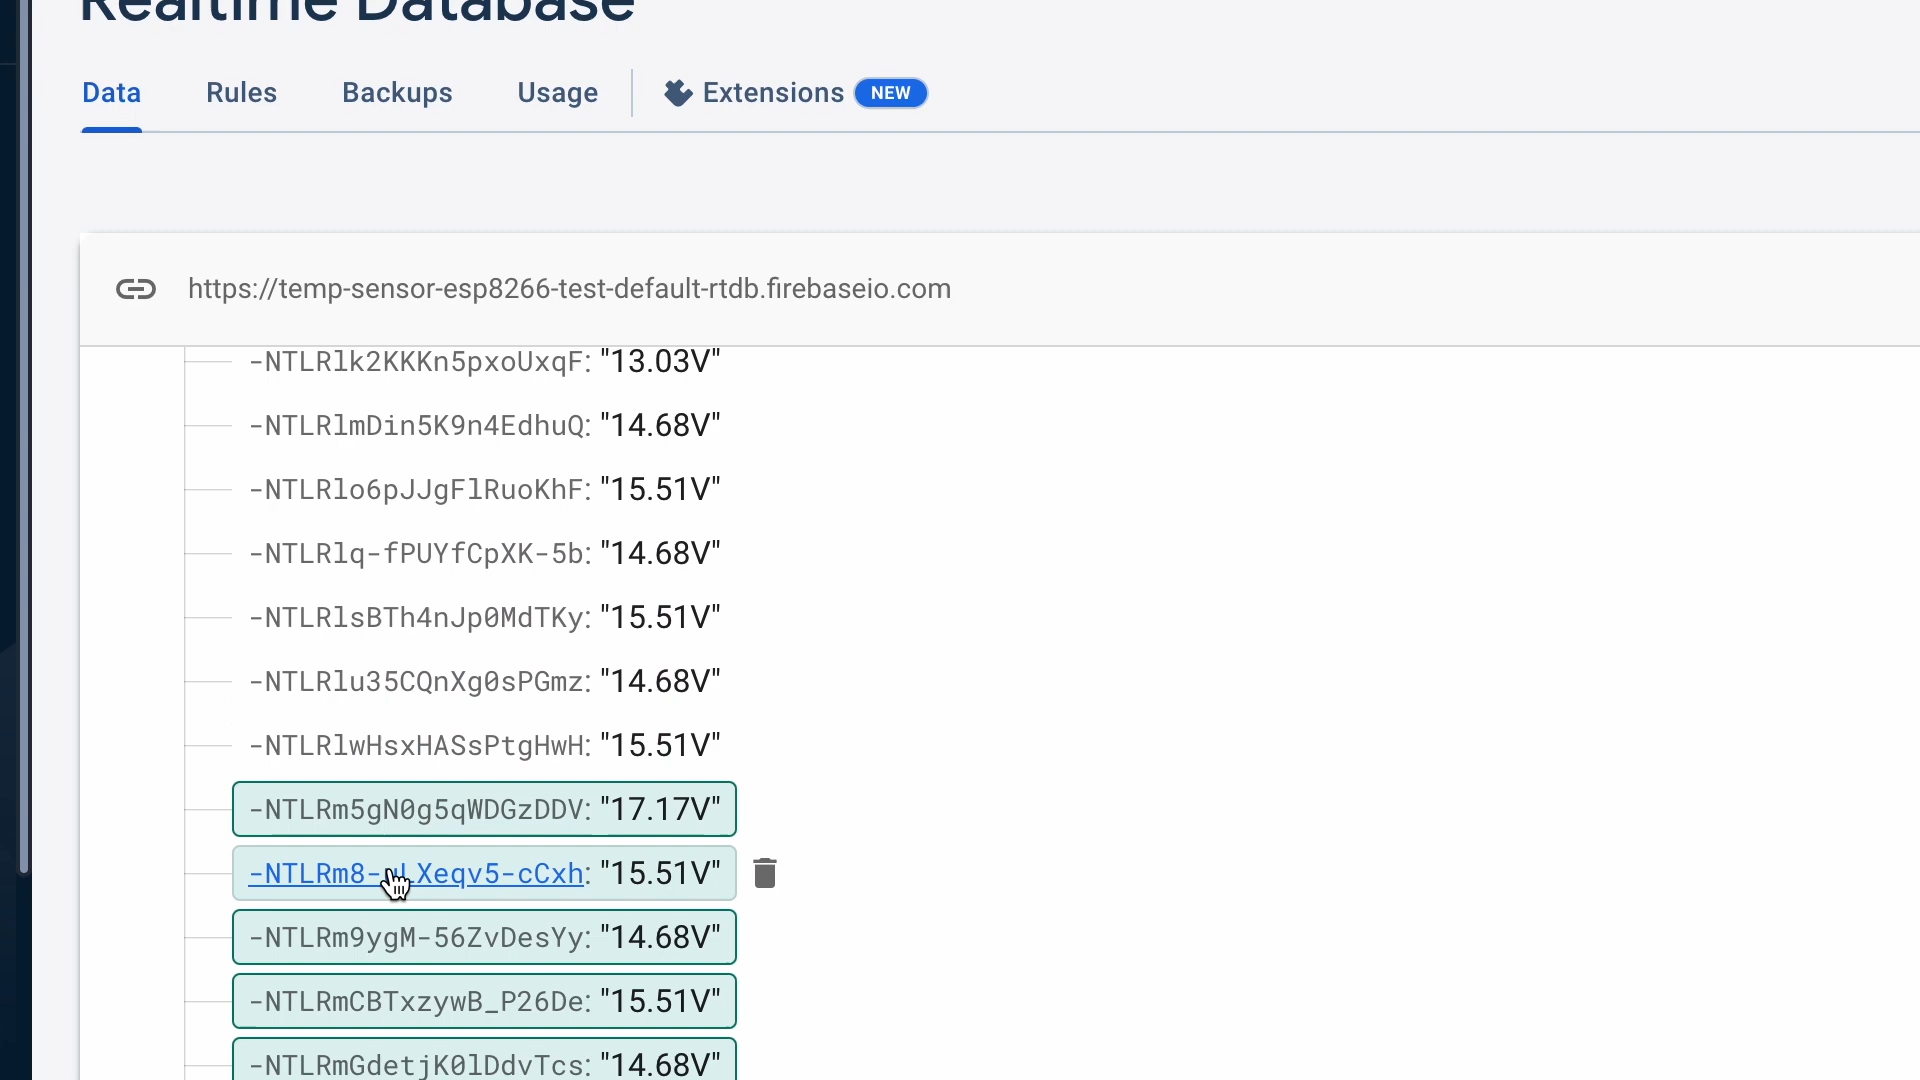 Realtime Database
Data Rules Backups Usage Extensions NEW
https://temp-sensor-esp8266-test-default-rtdb.firebaseio.com
-NTLRlk2KKKn5pxoUxqF: "13.03V"
-NTLRlmDin5K9n4EdhuQ: "14.68V"
-NTLRlo6pJJgFlRuoKhF: "15.51V"
-NTLRlq-fPUYfCpXK-5b: "14.68V"
-NTLRlsBTh4nJp0MdTKy: "15.51V"
-NTLRlu35CQnXg0sPGmz: "14.68V"
-NTLRlwHsxHASsPtgHwH: "15.51V"
-NTLRm5gN0g5qWDGzDDV: "17.17V"
"15.51V"
-NTLRm9ygM-56ZvDesYy: "14.68V"
-NTLRmCBTxzywB_P26De: "15.51V"
-NTLRmGdetjK0lDdvTcs: "14.68V"